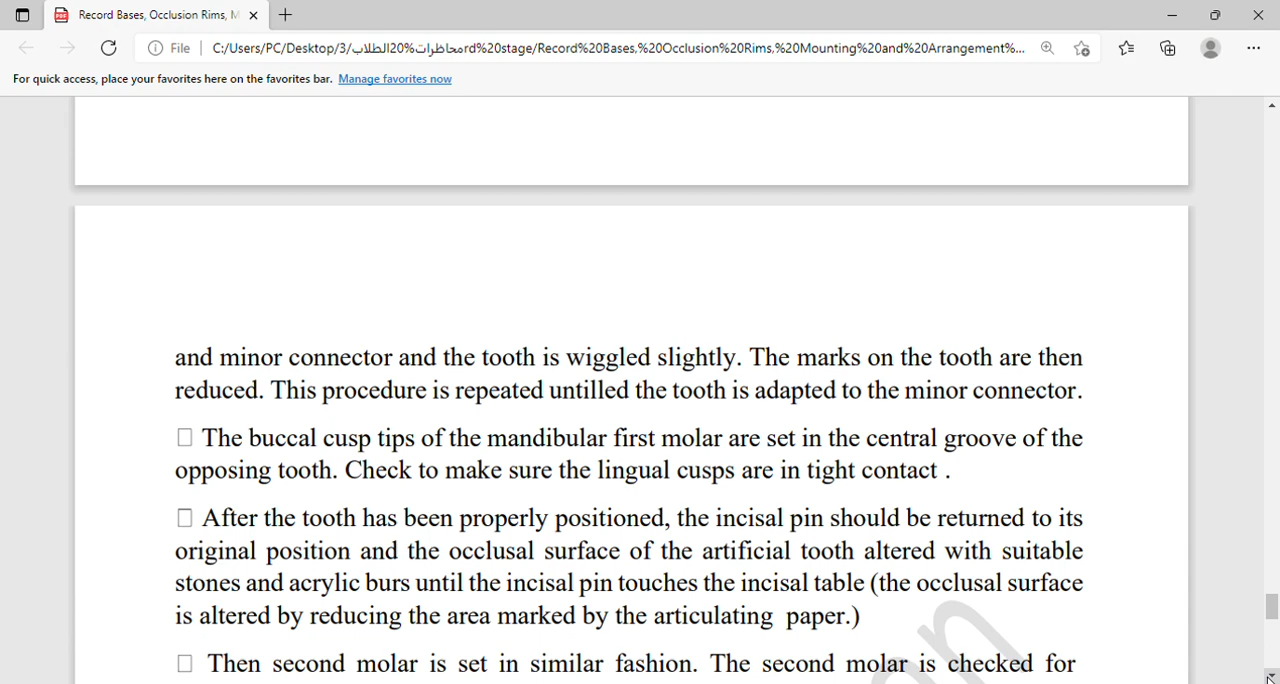 Record Bases, Occlusion Rims, M
File C:/Users/PC/Desktop/3/محاظرات%20الطلابrd%20stage/Record%20Bases,%20Occlusion%20Rims,%20Mounting%20and%20Arrangement%...
For quick access, place your favorites here on the favorites bar. Manage favorites now
and minor connector and the tooth is wiggled slightly. The marks on the tooth are then
reduced. This procedure is repeated untilled the tooth is adapted to the minor connector.
□ The buccal cusp tips of the mandibular first molar are set in the central groove of the
opposing tooth. Check to make sure the lingual cusps are in tight contact .
□ After the tooth has been properly positioned, the incisal pin should be returned to its
original position and the occlusal surface of the artificial tooth altered with suitable
stones and acrylic burs until the incisal pin touches the incisal table (the occlusal surface
is altered by reducing the area marked by the articulating paper.)
□ Then second molar is set in similar fashion. The second molar is checked for